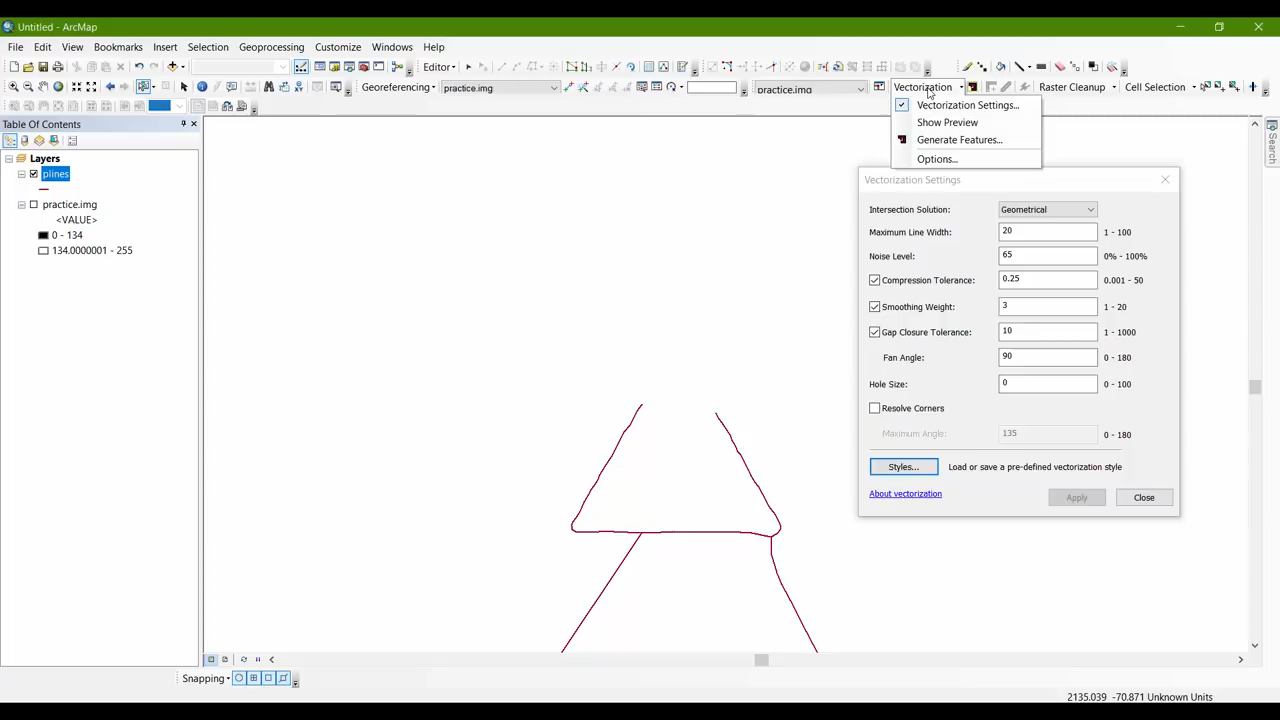 Untitled - ArcMap
File Edit View Bookmarks Insert Selection Geoprocessing Customize Windows Help
Editor
Georeferencing practice.img practice.img Vectorization Raster Cleanup Cell Selection
Vectorization Settings...
Show Preview
Generate Features...
Options...
Table Of Contents
Layers
plines
practice.img
<VALUE>
0 - 134
134.0000001 - 255
Search
Vectorization Settings
Intersection Solution: Geometrical
Maximum Line Width: 20 1 - 100
Noise Level: 65 0% - 100%
Compression Tolerance: 0.25 0.001 - 50
Smoothing Weight: 3 1 - 20
Gap Closure Tolerance: 10 1 - 1000
Fan Angle: 90 0 - 180
Hole Size: 0 0 - 100
Resolve Corners
Maximum Angle: 135 0 - 180
Styles... Load or save a pre-defined vectorization style
About vectorization
Apply Close
Snapping
2135.039 -70.871 Unknown Units